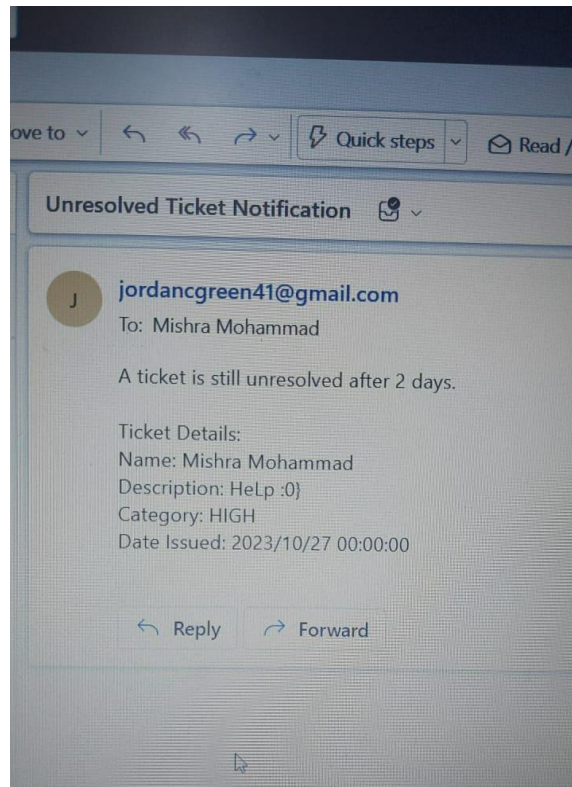 ove to
Quick steps
Read /
Unresolved Ticket Notification
J
jordancgreen41@gmail.com
To: Mishra Mohammad
A ticket is still unresolved after 2 days.
Ticket Details:
Name: Mishra Mohammad
Description: HeLp :0}
Category: HIGH
Date Issued: 2023/10/27 00:00:00
Reply
Forward